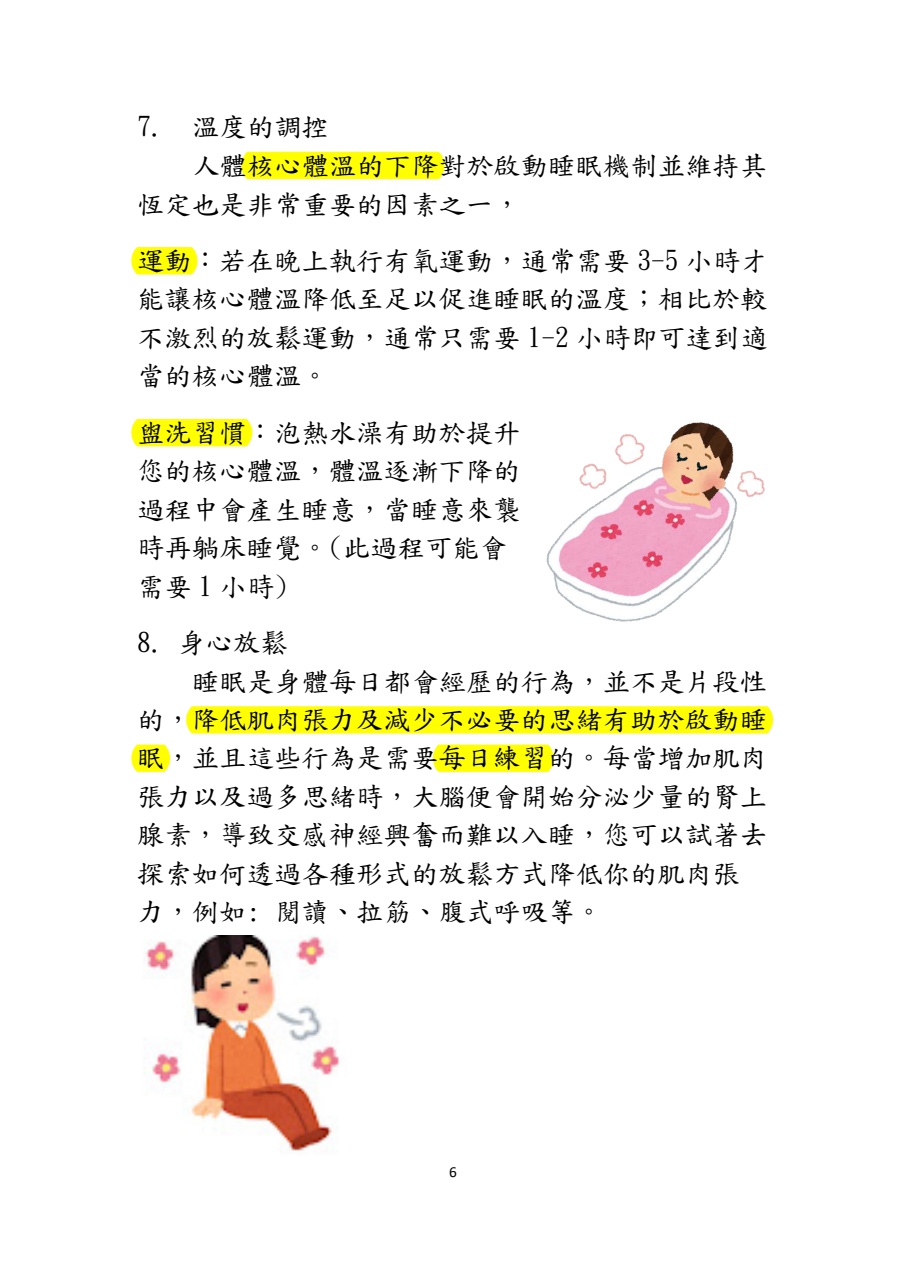 7. 溫度的調控
人體核心體溫的下降對於啟動睡眠機制並維持其
恆定也是非常重要的因素之一，
運動：若在晚上執行有氧運動，通常需要 3-5 小時才
能讓核心體溫降低至足以促進睡眠的溫度；相比於較
不激烈的放鬆運動，通常只需要 1-2 小時即可達到適
當的核心體溫。
盥洗習慣：泡熱水澡有助於提升
您的核心體溫，體溫逐漸下降的
過程中會產生睡意，當睡意來襲
時再躺床睡覺。(此過程可能會
需要 1 小時)
8. 身心放鬆
睡眠是身體每日都會經歷的行為，並不是片段性
的，降低肌肉張力及減少不必要的思緒有助於啟動睡
眠，並且這些行為是需要每日練習的。每當增加肌肉
張力以及過多思緒時，大腦便會開始分泌少量的腎上
腺素，導致交感神經興奮而難以入睡，您可以試著去
探索如何透過各種形式的放鬆方式降低你的肌肉張
力，例如: 閱讀、拉筋、腹式呼吸等。
6